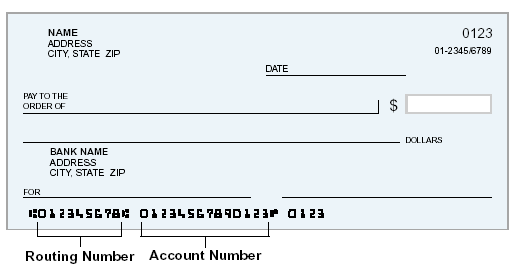 NAME 0123
ADDRESS 01-2345/6789
CITY, STATE ZIP
DATE
PAY TO THE
ORDER OF $
DOLLARS
BANK NAME
ADDRESS
CITY, STATE ZIP
FOR
⑆012345678⑆ 01234567890123⑈ 0123
Routing Number Account Number